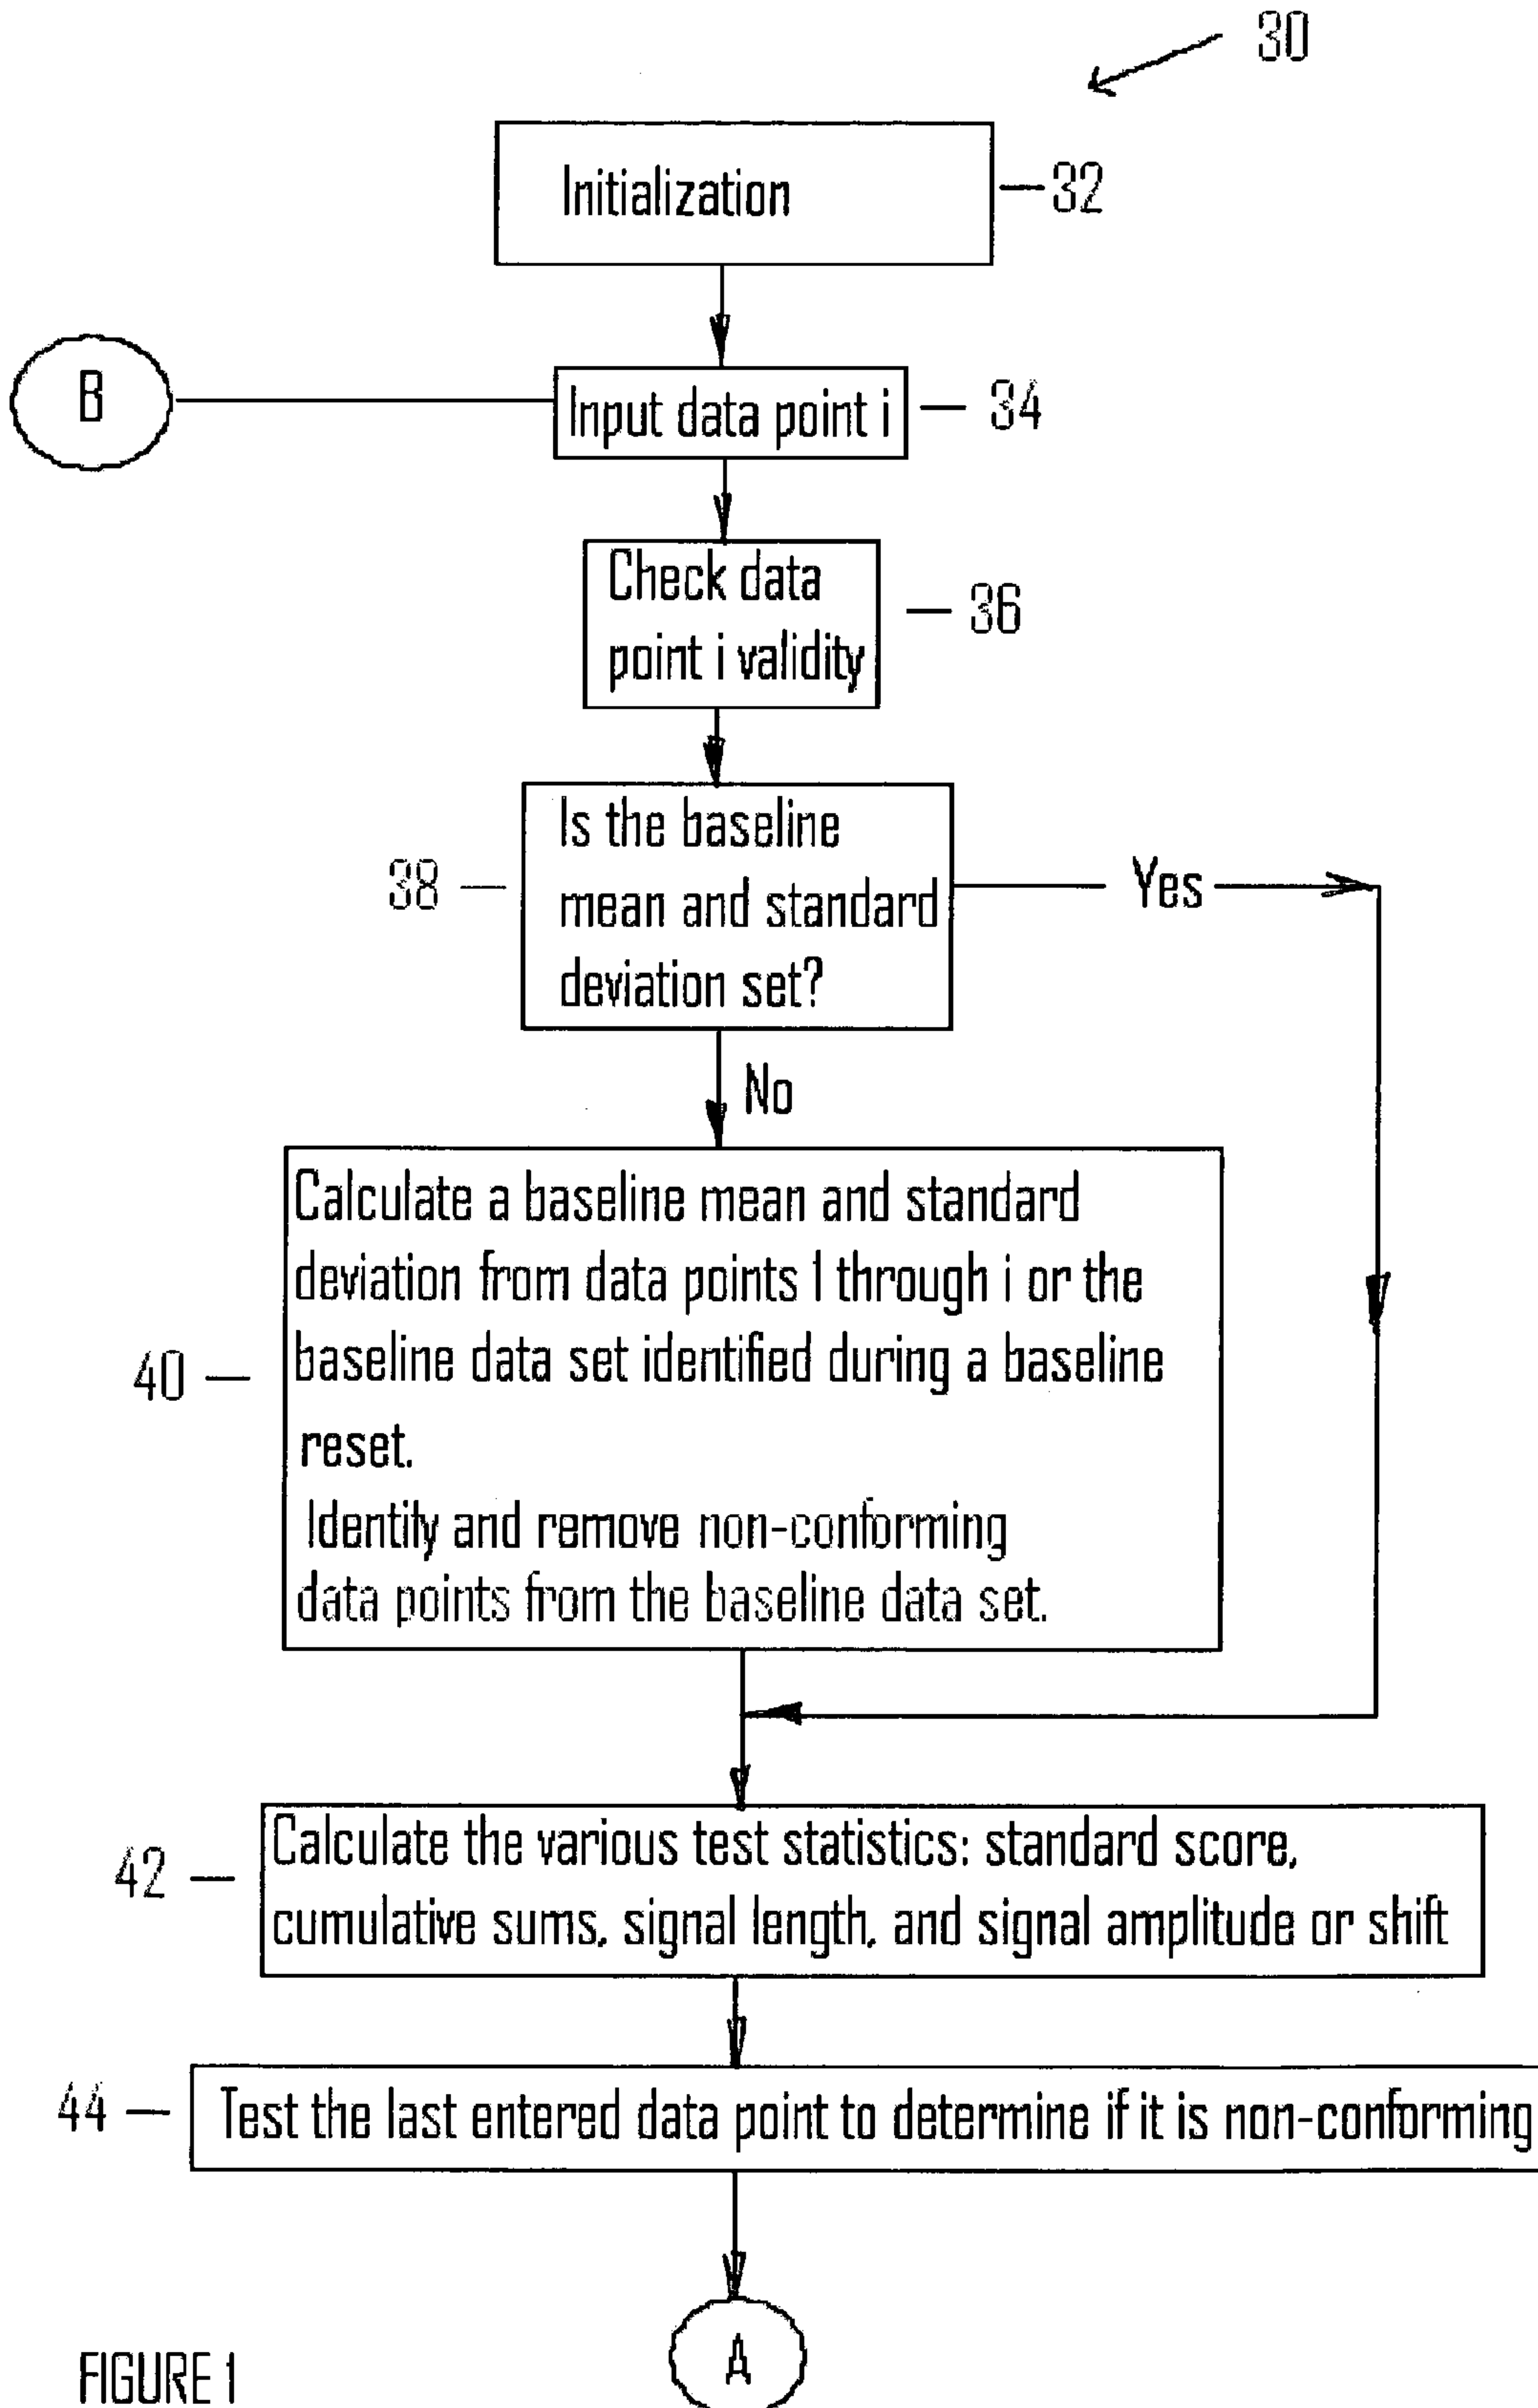 30
Initialization
32
B
Input data point i
34
Check data
point i validity
36
38
Is the baseline
mean and standard
deviation set?
Yes
No
40
Calculate a baseline mean and standard
deviation from data points 1 through i or the
baseline data set identified during a baseline
reset.
Identify and remove non-conforming
data points from the baseline data set.
42
Calculate the various test statistics: standard score,
cumulative sums, signal length, and signal amplitude or shift
44
Test the last entered data point to determine if it is non-conforming
A
FIGURE 1